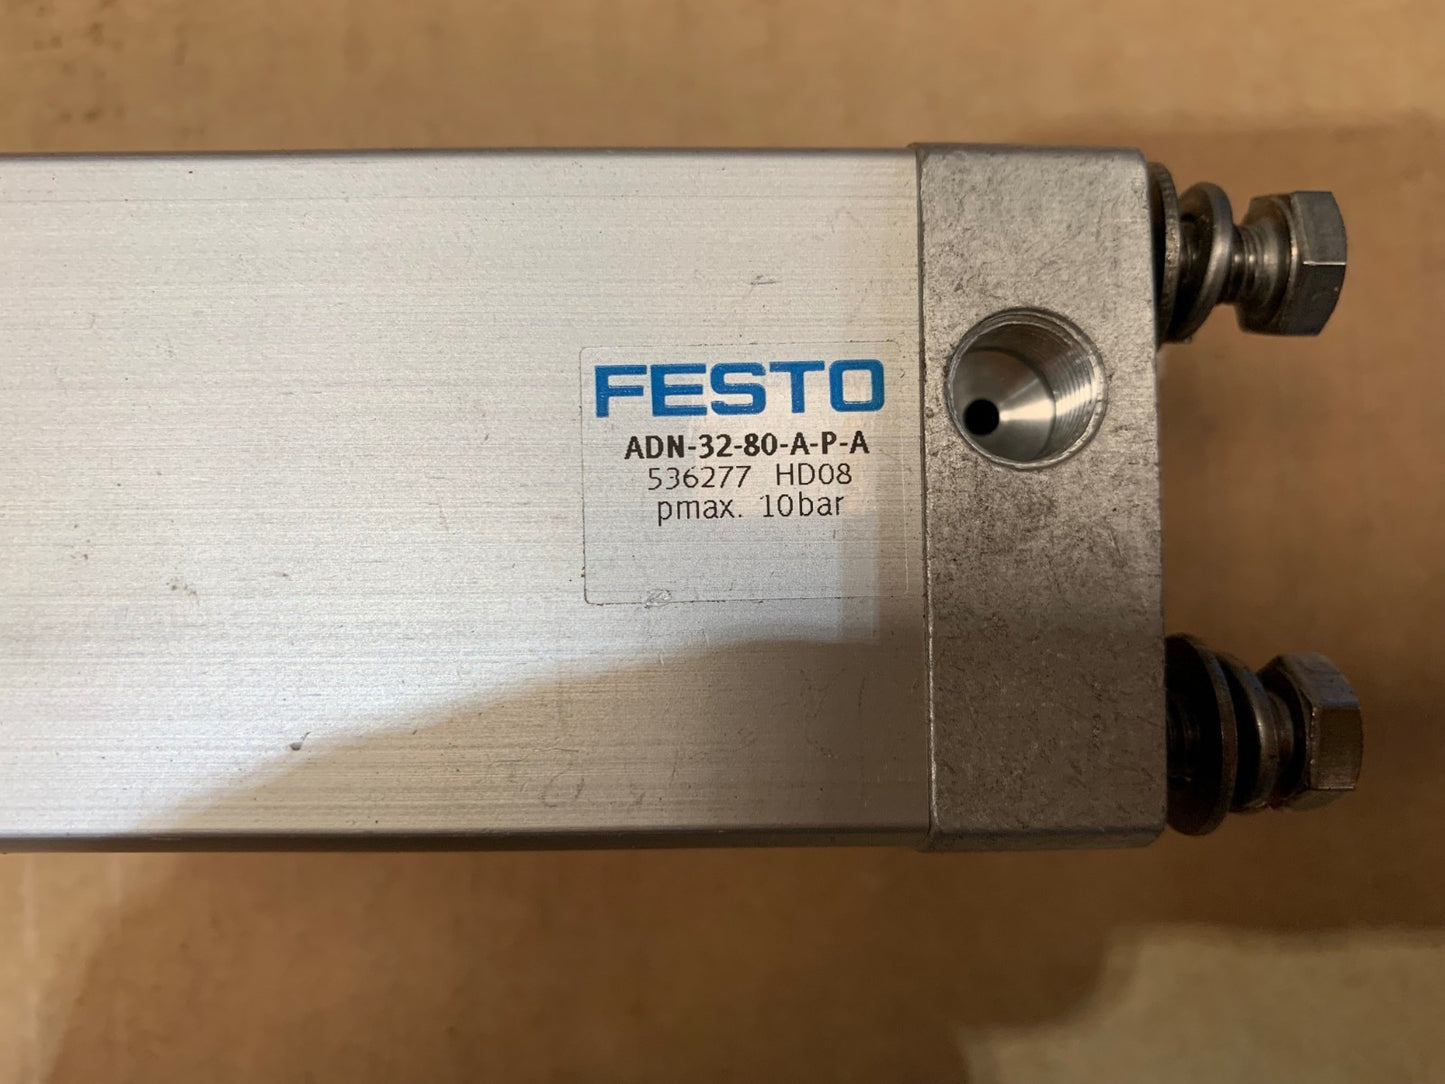 FESTO
ADN-32-80-A-P-A
536277 HD08
pmax. 10bar